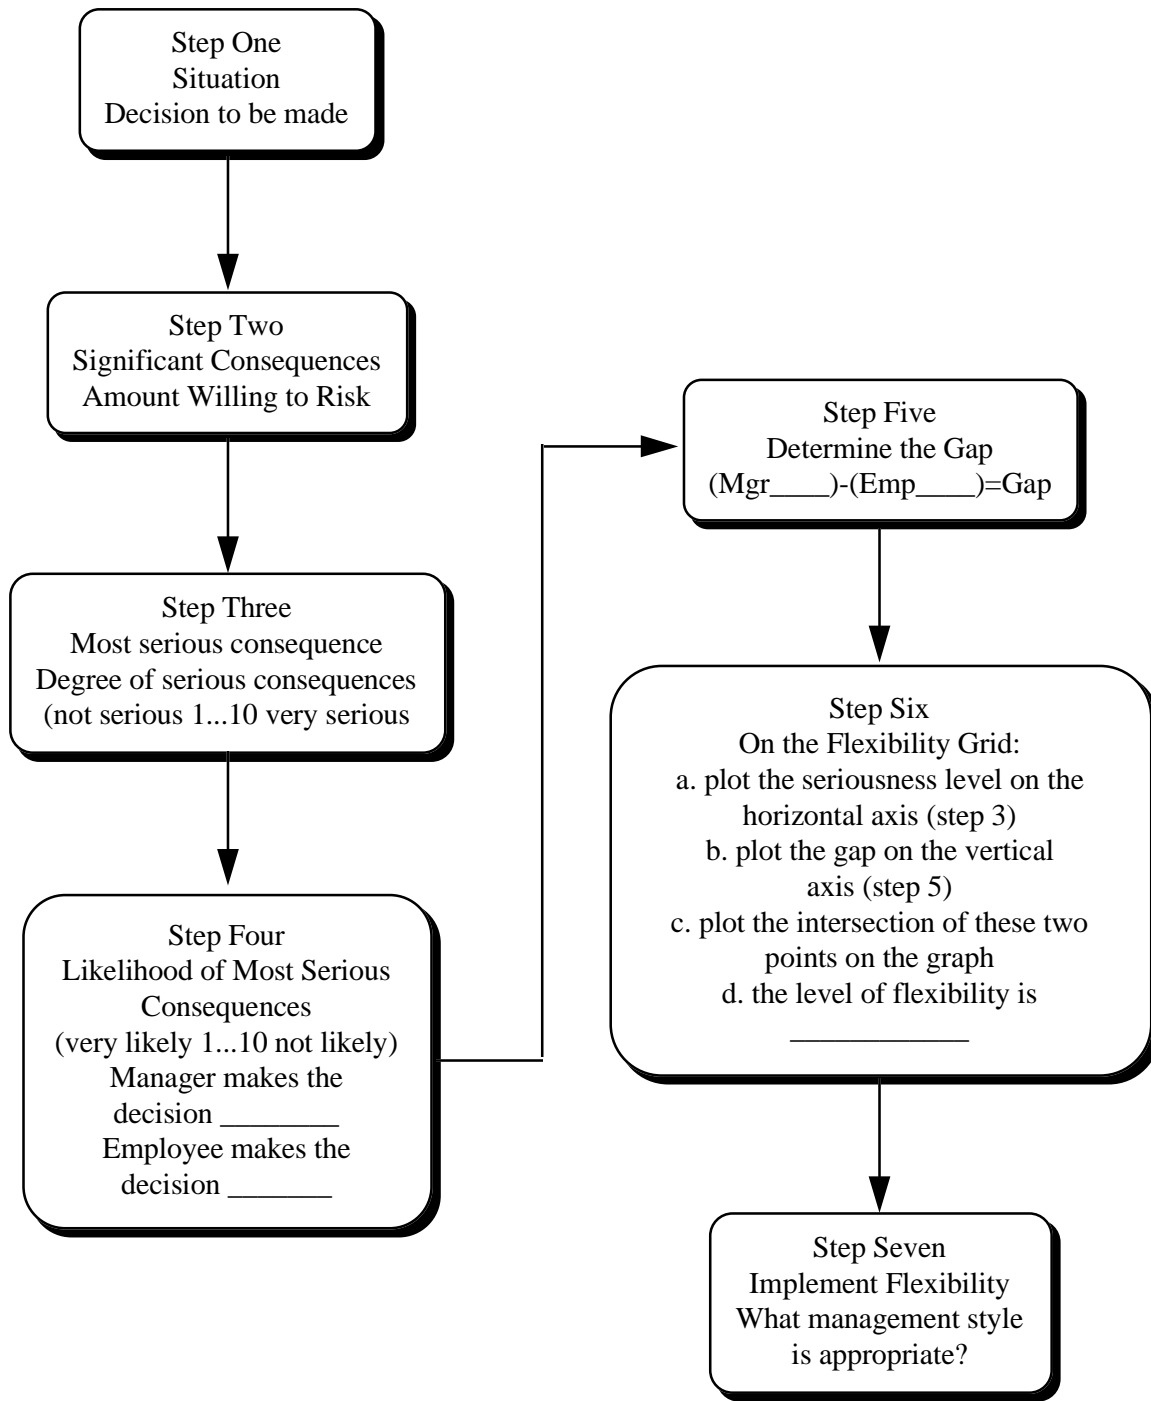 Step One
Situation
Decision to be made
Step Two
Significant Consequences
Amount Willing to Risk
Step Three
Most serious consequence
Degree of serious consequences
(not serious 1...10 very serious
Step Four
Likelihood of Most Serious
Consequences
(very likely 1...10 not likely)
Manager makes the
decision ________
Employee makes the
decision _______
Step Five
Determine the Gap
(Mgr____)-(Emp____)=Gap
Step Six
On the Flexibility Grid:
a. plot the seriousness level on the
horizontal axis (step 3)
b. plot the gap on the vertical
axis (step 5)
c. plot the intersection of these two
points on the graph
d. the level of flexibility is
____________
Step Seven
Implement Flexibility
What management style
is appropriate?